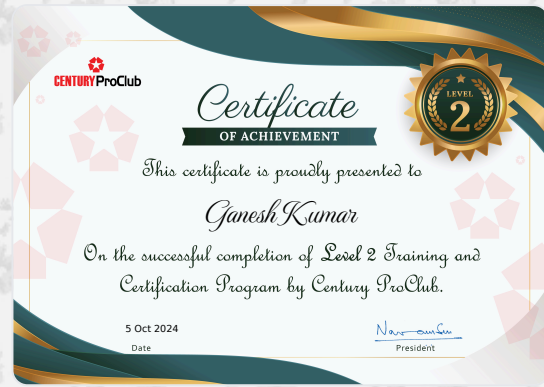 CENTURY ProClub
Certificate
OF ACHIEVEMENT
LEVEL
2
This certificate is proudly presented to
Ganesh Kumar
On the successful completion of Level 2 Training and
Certification Program by Century ProClub.
5 Oct 2024
Date
President